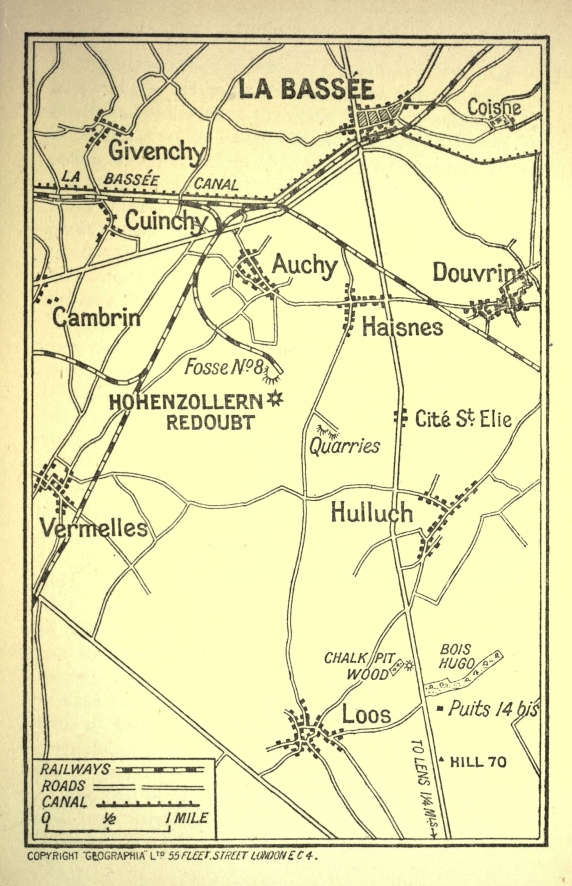 LA BASSÉE
Coishe
Givenchy
LA BASSÉE CANAL
Cuinchy
Auchy
Douvrin
Cambrin
Haisnes
Fosse Nº8
HOHENZOLLERN
REDOUBT
Cité St. Elie
Quarries
Hulluch
Vermelles
CHALK PIT
WOOD
BOIS
HUGO
Puits 14 bis
Loos
HILL 70
TO LENS 1¼ MLS
RAILWAYS
ROADS
CANAL
0 ½ 1 MILE
COPYRIGHT "GEOGRAPHIA" LTD 55 FLEET. STREET LONDON E C 4.